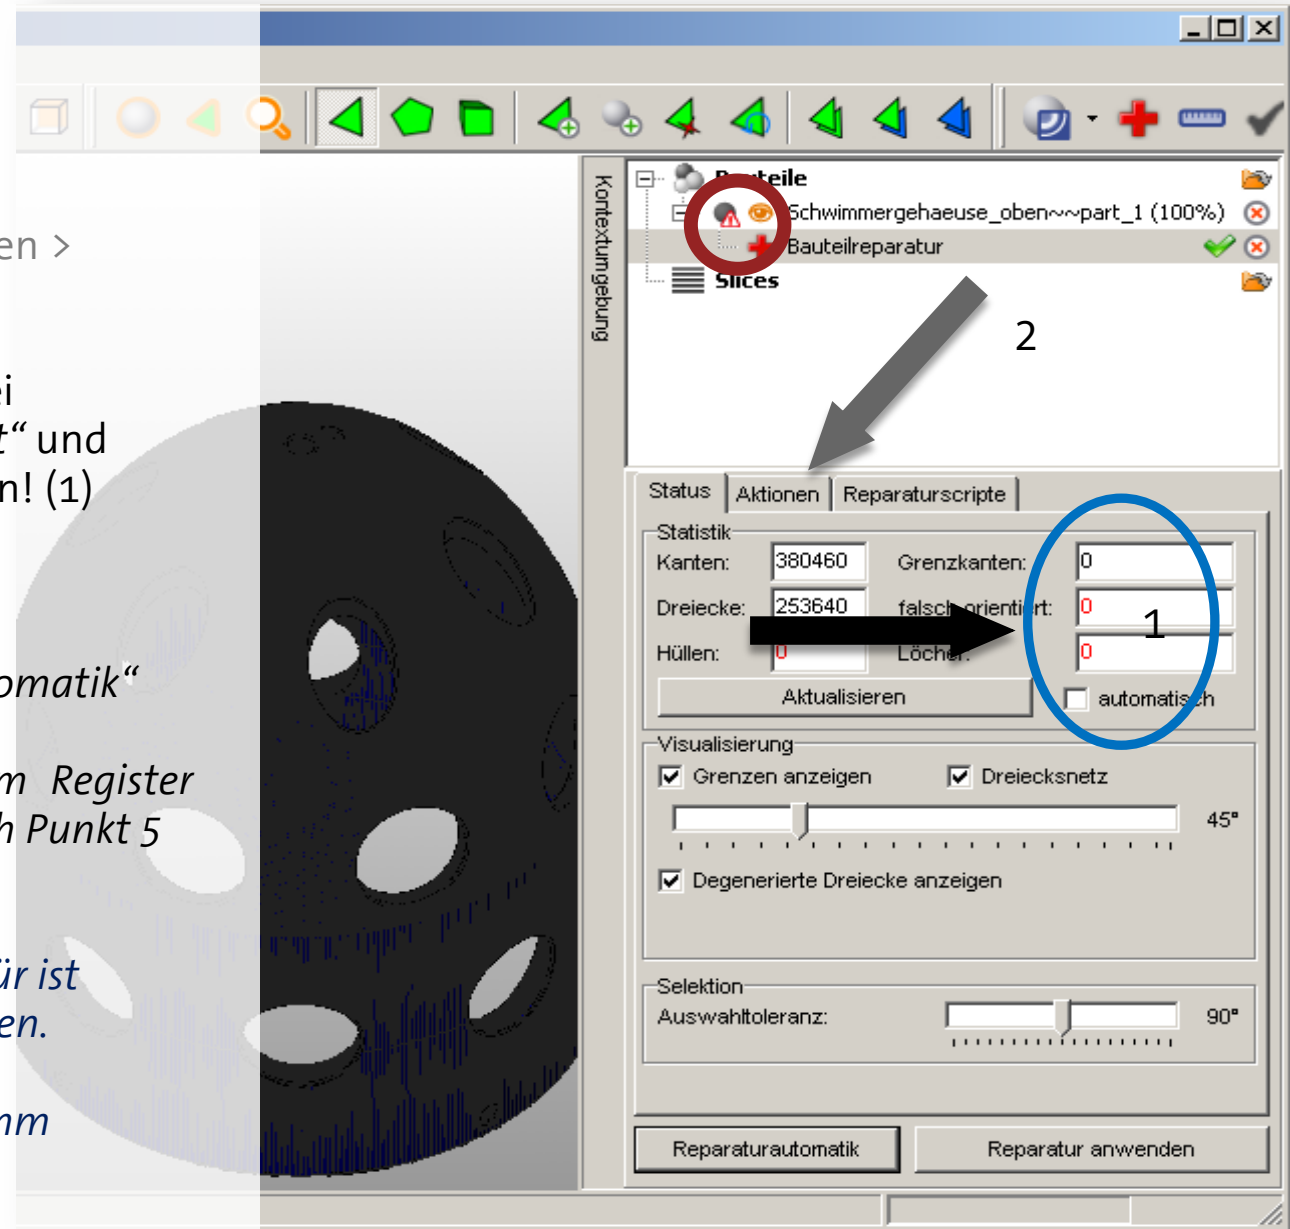 en >
ei
t“ und
n! (1)
omatik“
m Register
h Punkt 5
ür ist
en.
mm
Kontextumgebung
Bauteile
Schwimmergehaeuse_oben~~part_1 (100%)
Bauteilreparatur
Slices
2
Status Aktionen Reparaturscripte
Statistik
Kanten: 380460 Grenzkanten: 0
Dreiecke: 253640 falsch orientiert: 0
1
Hüllen: 0 Löcher: 0
Aktualisieren automatisch
Visualisierung
Grenzen anzeigen Dreiecksnetz
45°
Degenerierte Dreiecke anzeigen
Selektion
Auswahltoleranz: 90°
Reparaturautomatik Reparatur anwenden